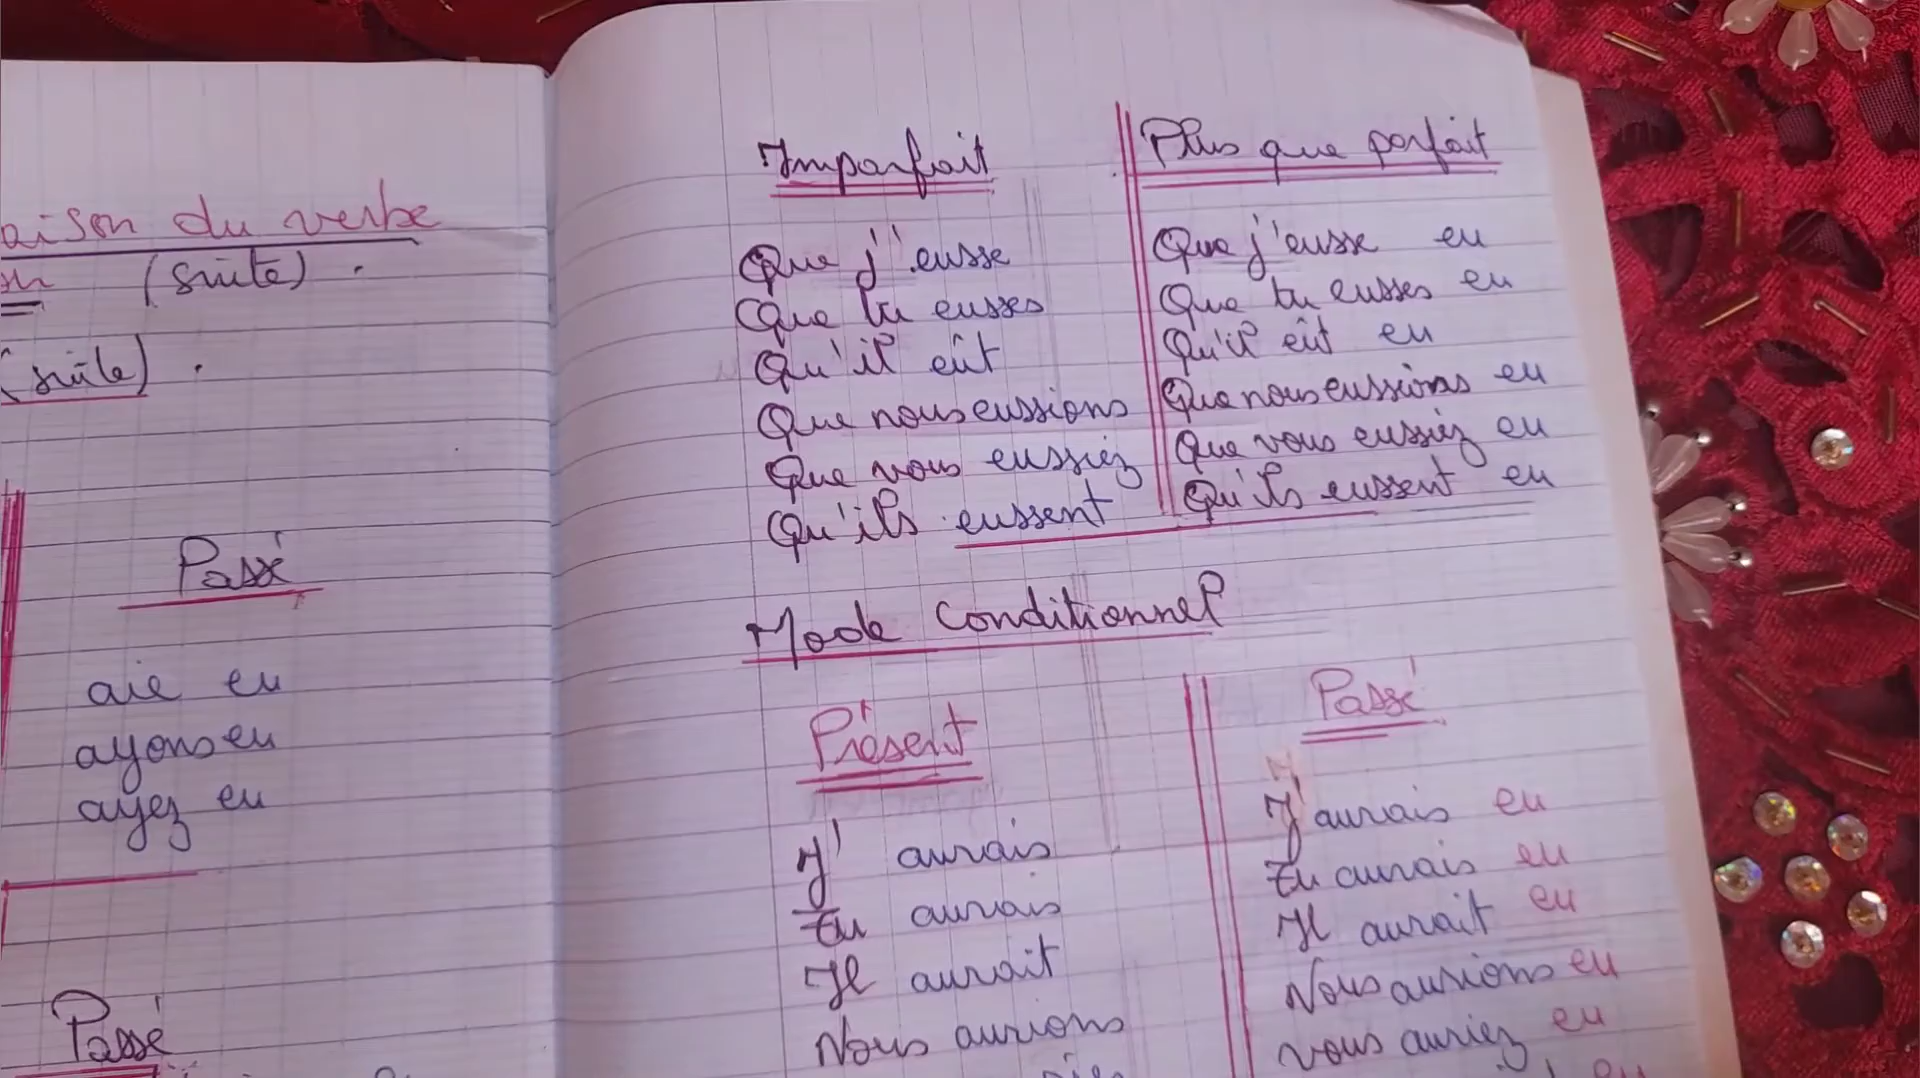 aison du verbe
(suite) .
(suite) .
Passé
aie eu
ayons eu
ayez eu
Passé
Imparfait
Que j'eusse
Que tu eusses
Qu'il eût
Que nous eussions
Que vous eussiez
Qu'ils eussent
Plus que parfait
Que j'eusse eu
Que tu eusses eu
Qu'il eût eu
Que nous eussions eu
Que vous eussiez eu
Qu'ils eussent eu
Mode Conditionnel
Présent
J' aurais
tu aurais
Il aurait
Nous aurions
Passé
J'aurais eu
tu aurais eu
Il aurait eu
Nous aurions eu
vous auriez eu
eu